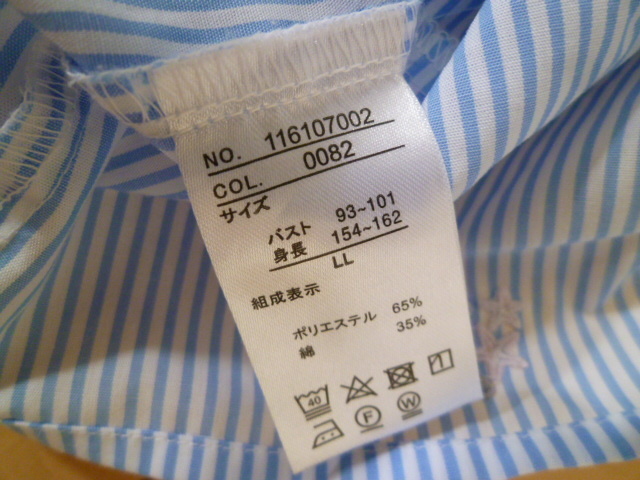 NO. 116107002
COL. 0082
サイズ
バスト 93~101
身長 154~162
LL
組成表示
ポリエステル 65%
綿 35%
40
F W